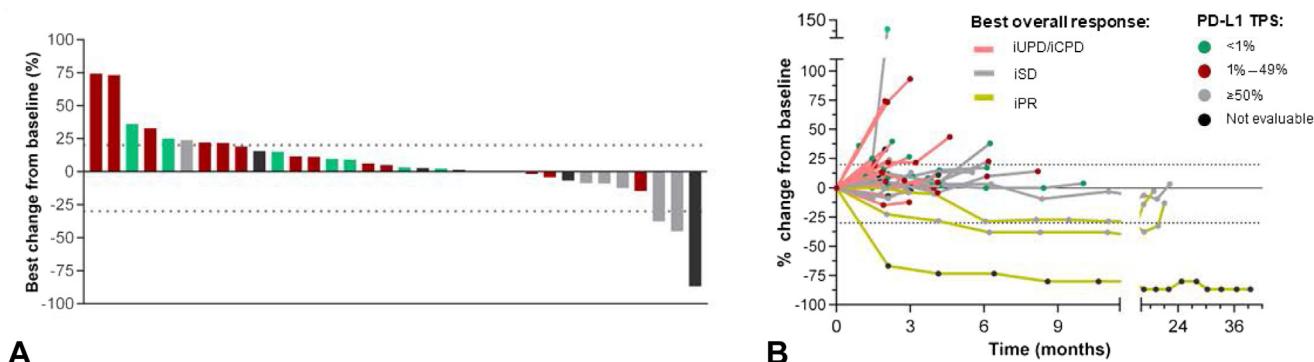 100
75
50
25
0
-25
-50
-75
-100
Best change from baseline (%)
A
150
100
75
50
25
0
-25
-50
-75
-100
% change from baseline
0 3 6 9 24 36
Time (months)
Best overall response:
iUPD/iCPD
iSD
iPR
PD-L1 TPS:
<1%
1%–49%
≥50%
Not evaluable
B